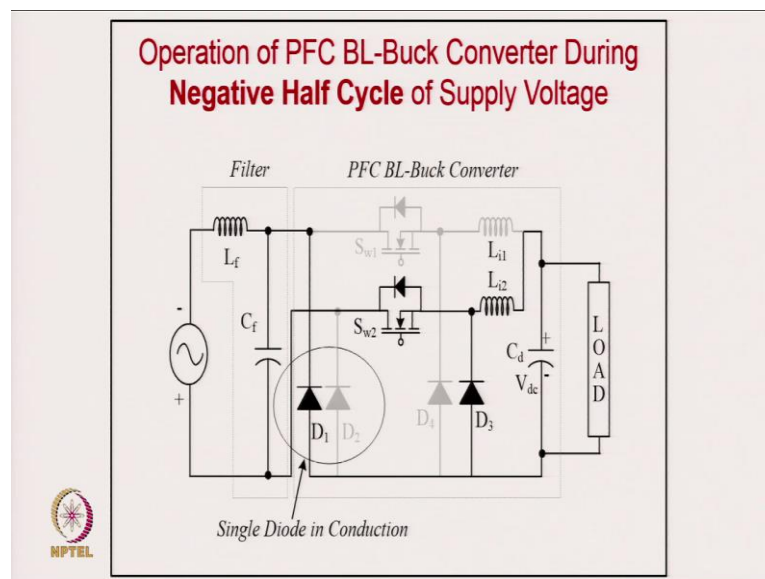 Operation of PFC BL-Buck Converter During
Negative Half Cycle of Supply Voltage
Filter
PFC BL-Buck Converter
Lf
Sw1
Li1
-
Li2
Cf
Sw2
Cd
+
-
Vdc
LOAD
+
D1
D2
D4
D3
Single Diode in Conduction
NPTEL